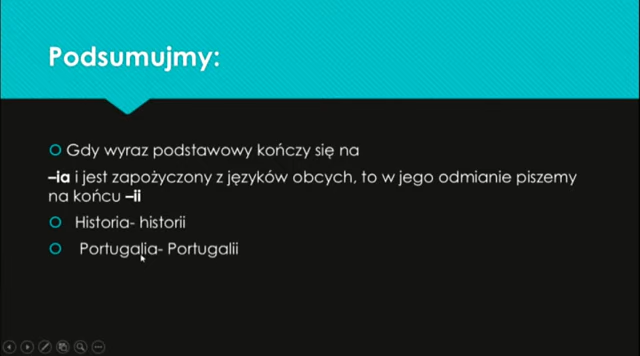 Podsumujmy:
Gdy wyraz podstawowy kończy się na
–ia i jest zapożyczony z języków obcych, to w jego odmianie piszemy
na końcu –ii
Historia- historii
Portugalia- Portugalii